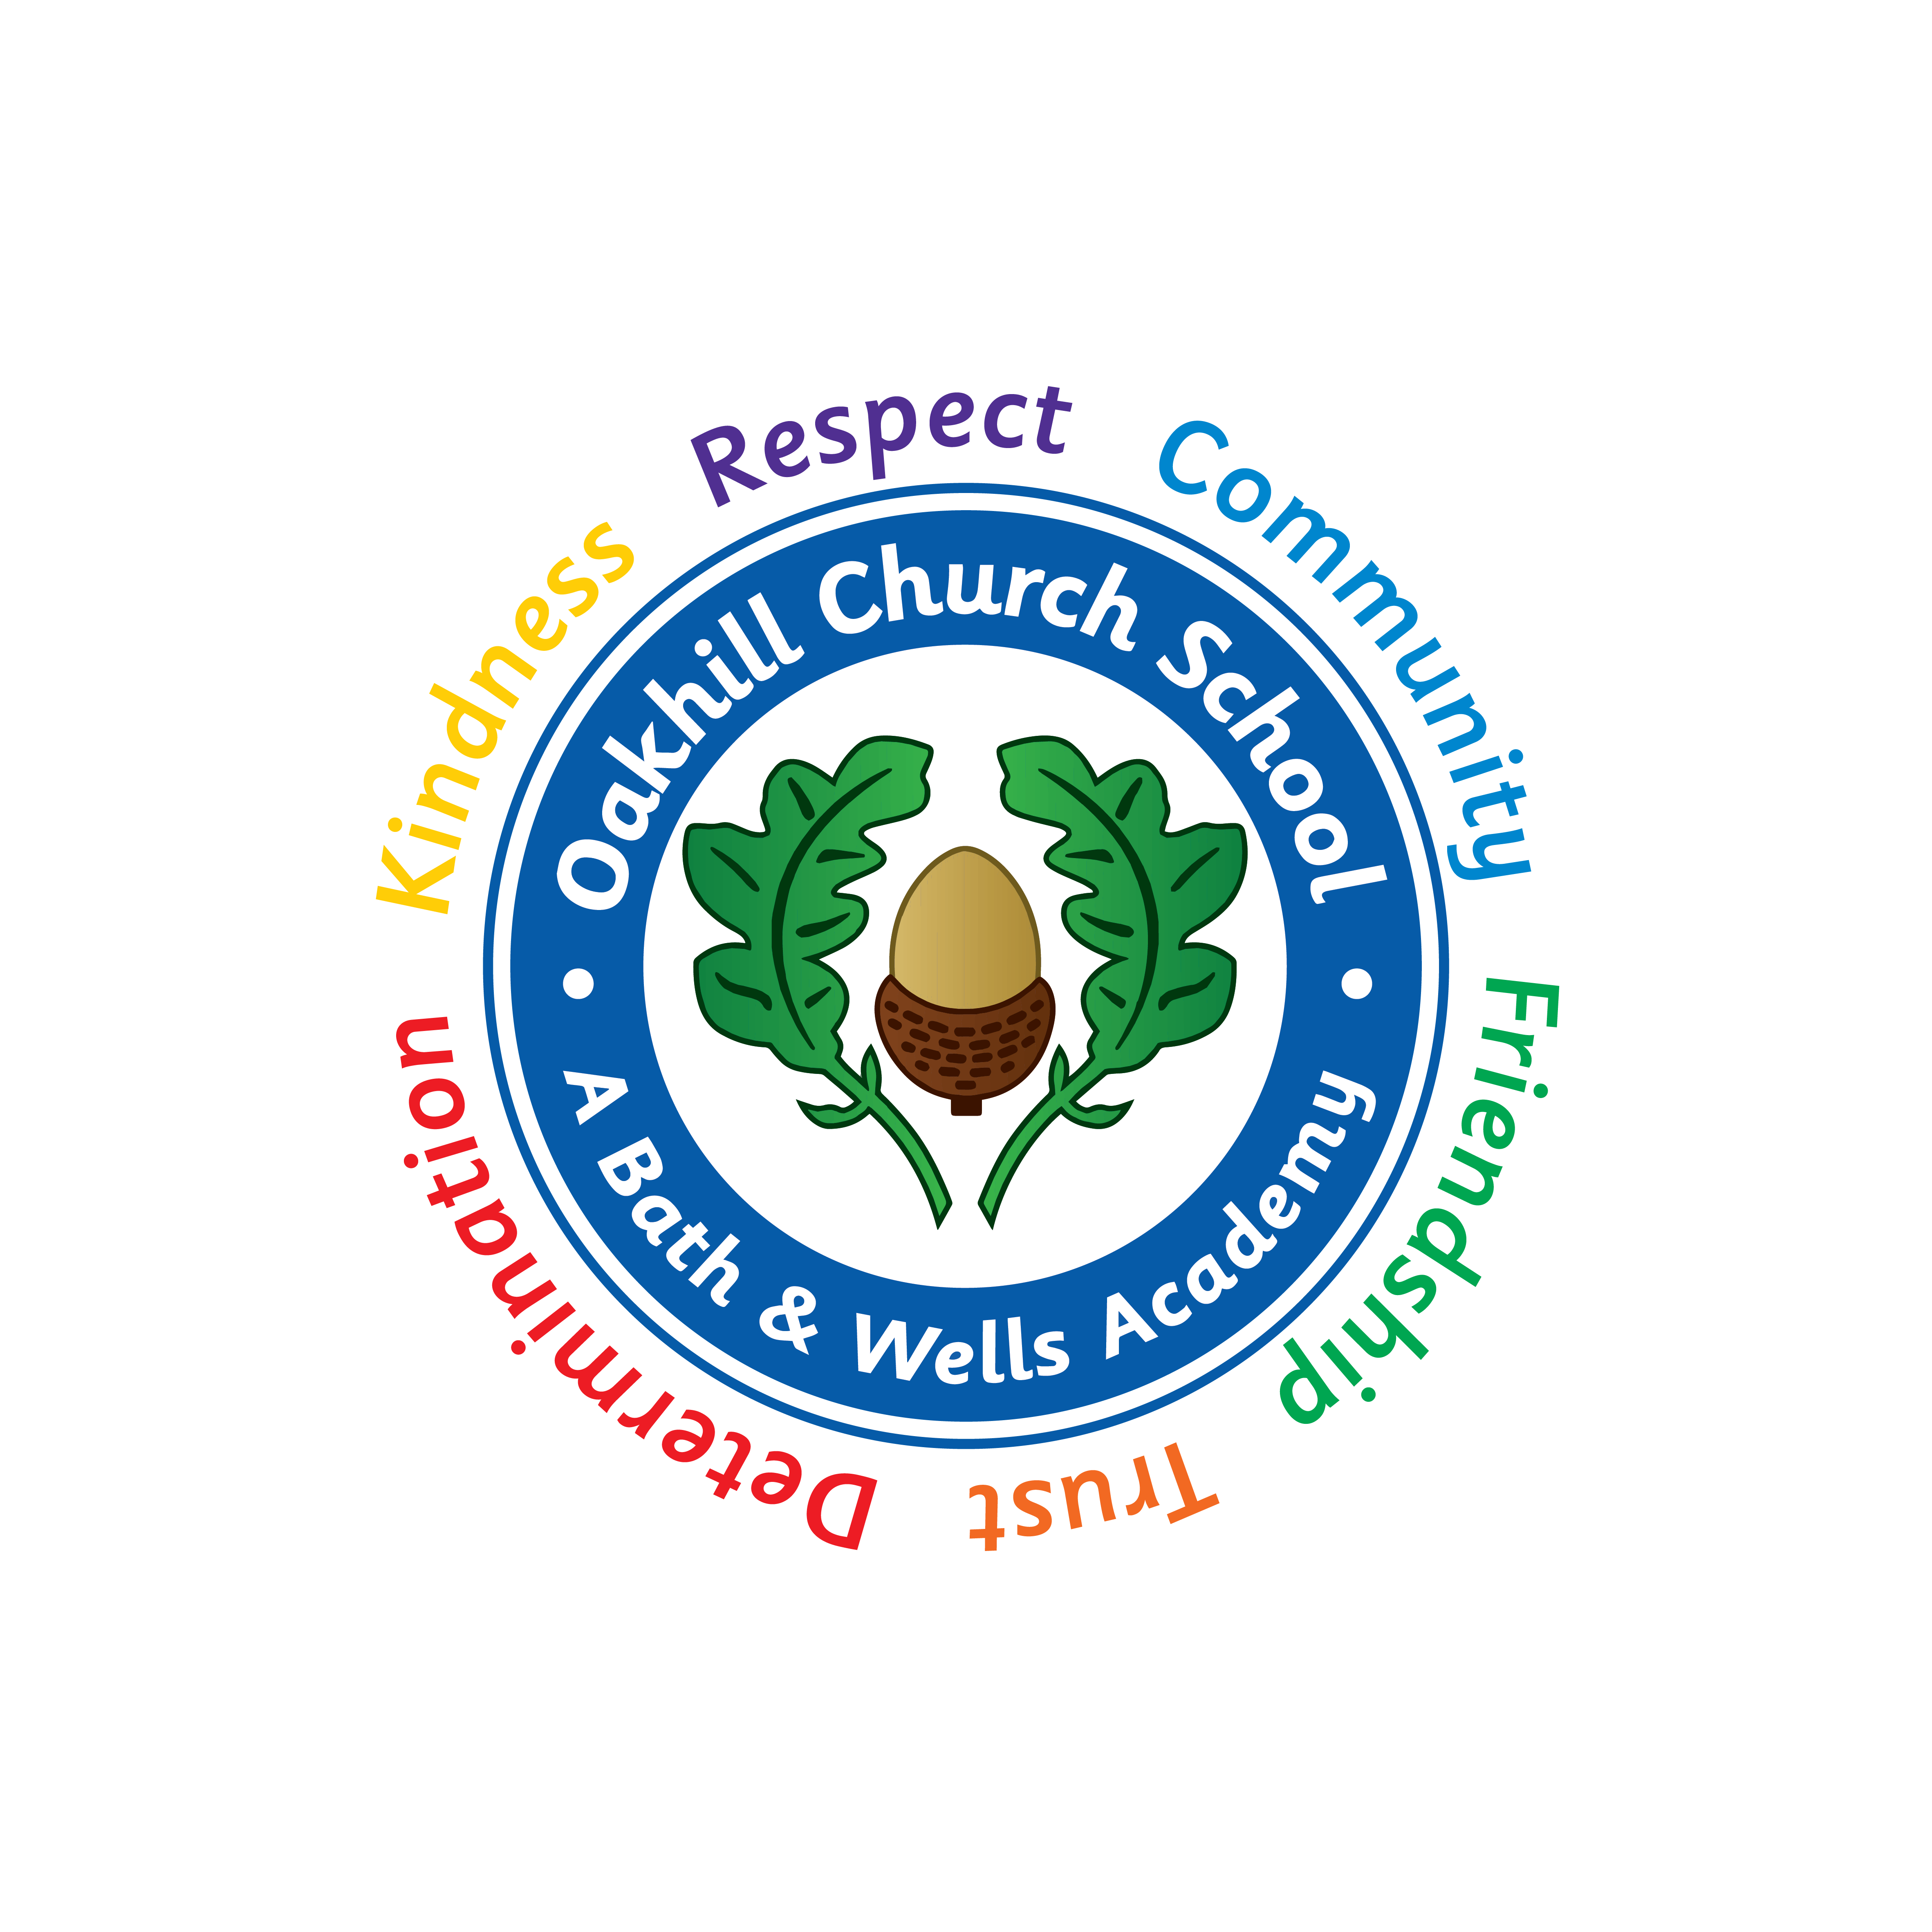 Respect
Community
Friendship
Trust
Determination
Kindness
Oakhill Church School
A Bath & Wells Academy